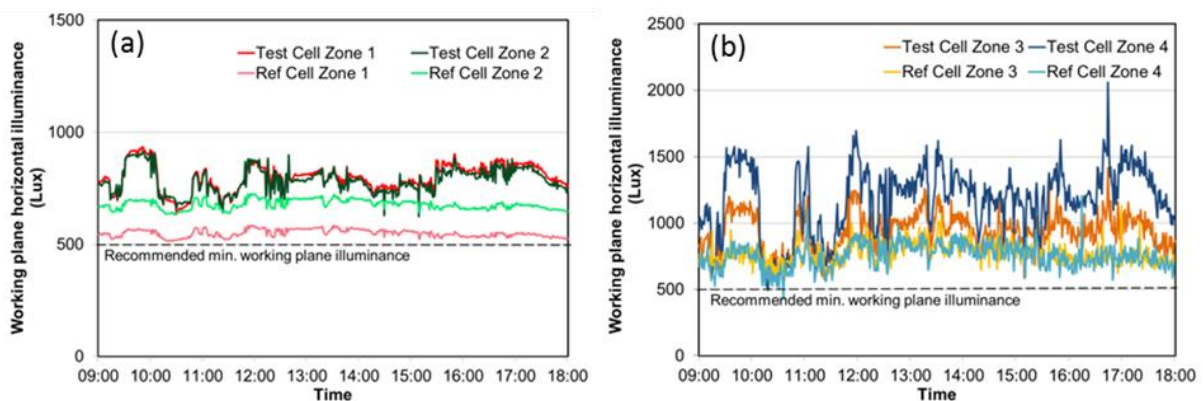 (a)
Test Cell Zone 1
Test Cell Zone 2
Ref Cell Zone 1
Ref Cell Zone 2
Working plane horizontal illuminance
(Lux)
1500
1000
500
0
Recommended min. working plane illuminance
09:00 10:00 11:00 12:00 13:00 14:00 15:00 16:00 17:00 18:00
Time
(b)
Test Cell Zone 3
Test Cell Zone 4
Ref Cell Zone 3
Ref Cell Zone 4
Working plane horizontal illuminance
(Lux)
2500
2000
1500
1000
500
0
Recommended min. working plane illuminance
09:00 10:00 11:00 12:00 13:00 14:00 15:00 16:00 17:00 18:00
Time